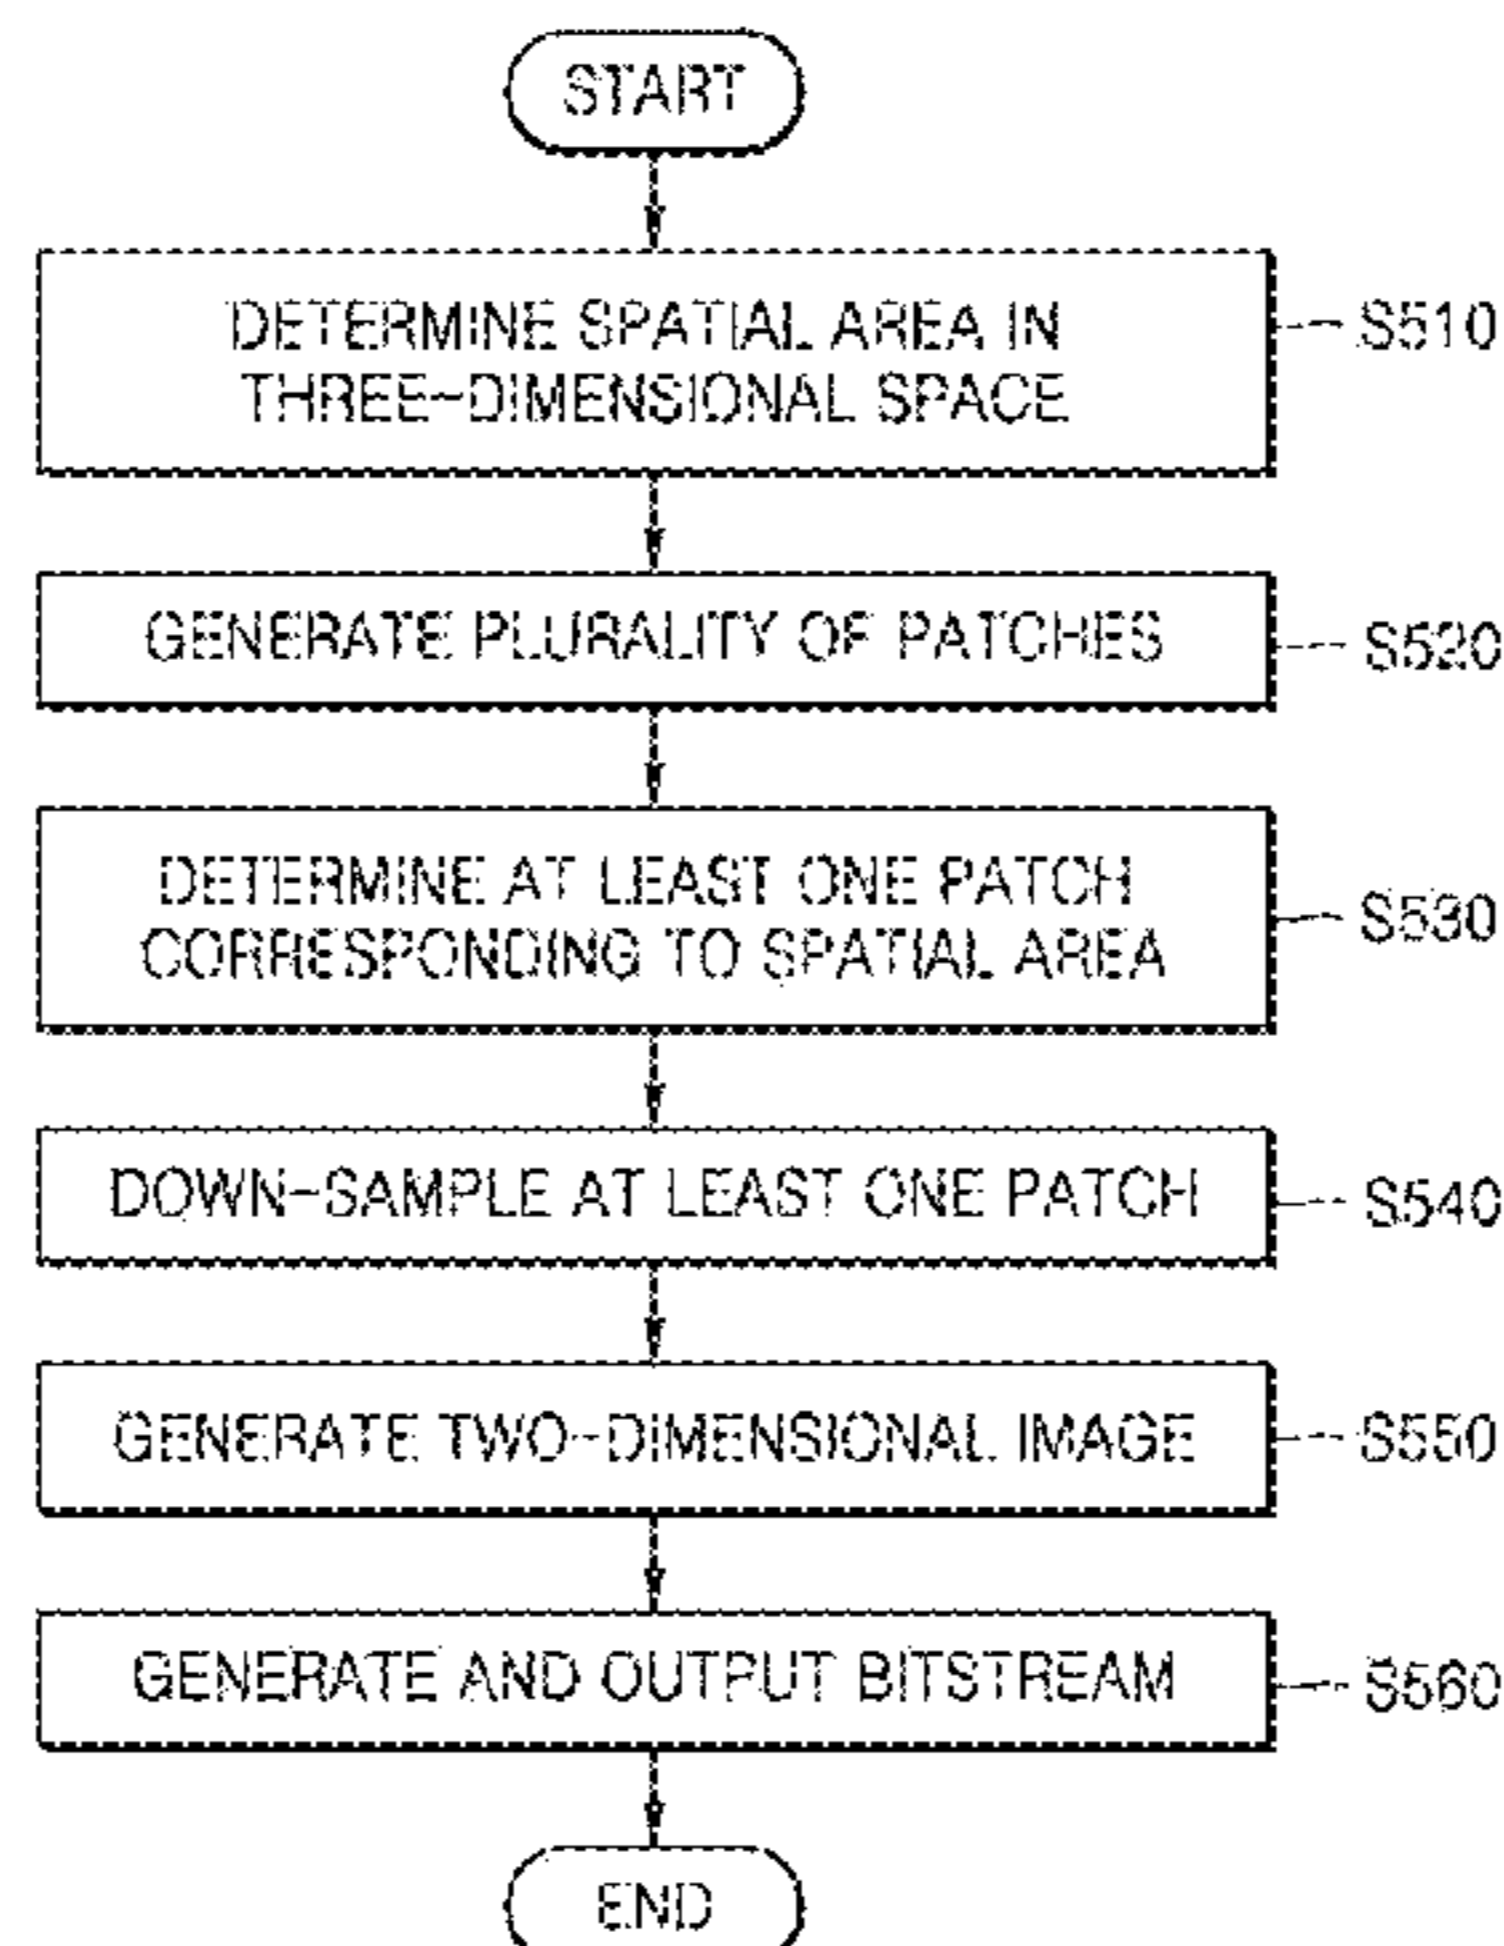 START
DETERMINE SPATIAL AREA IN
THREE-DIMENSIONAL SPACE
S510
GENERATE PLURALITY OF PATCHES
S520
DETERMINE AT LEAST ONE PATCH
CORRESPONDING TO SPATIAL AREA
S530
DOWN-SAMPLE AT LEAST ONE PATCH
S540
GENERATE TWO-DIMENSIONAL IMAGE
S550
GENERATE AND OUTPUT BITSTREAM
S560
END